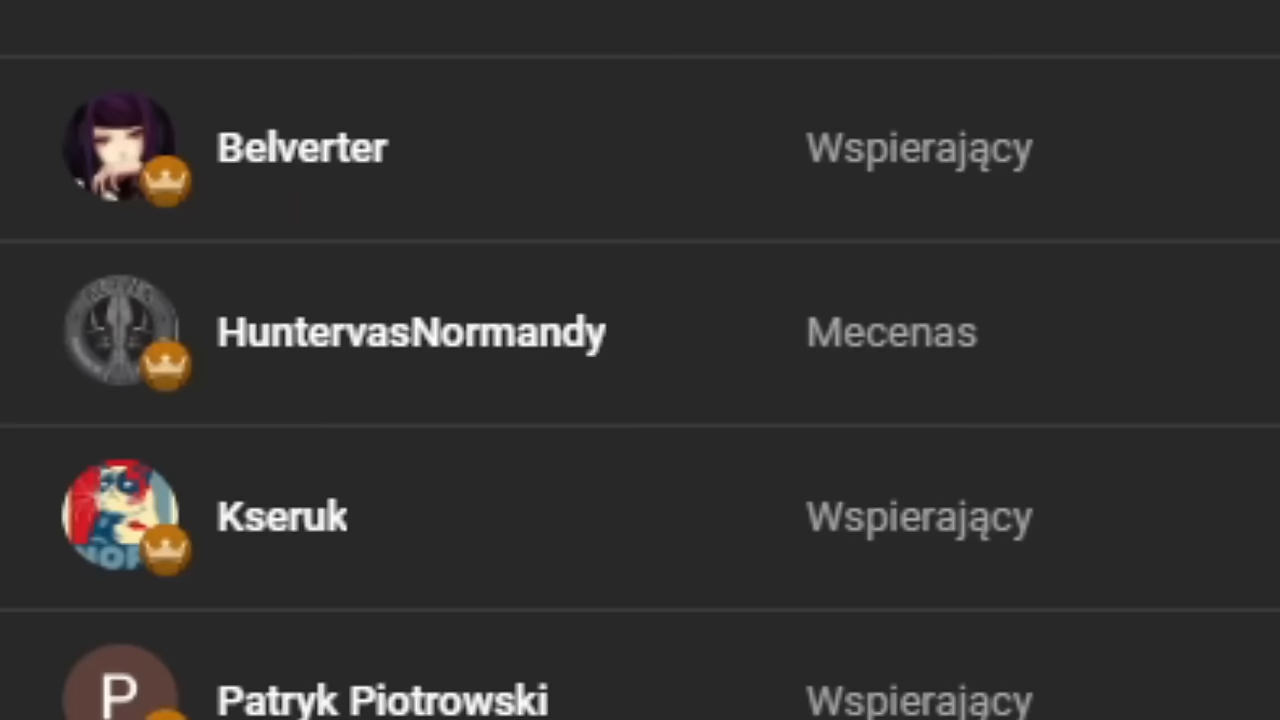 Belverter Wspierający
HuntervasNormandy Mecenas
Kseruk Wspierający
P Patryk Piotrowski Wspierający